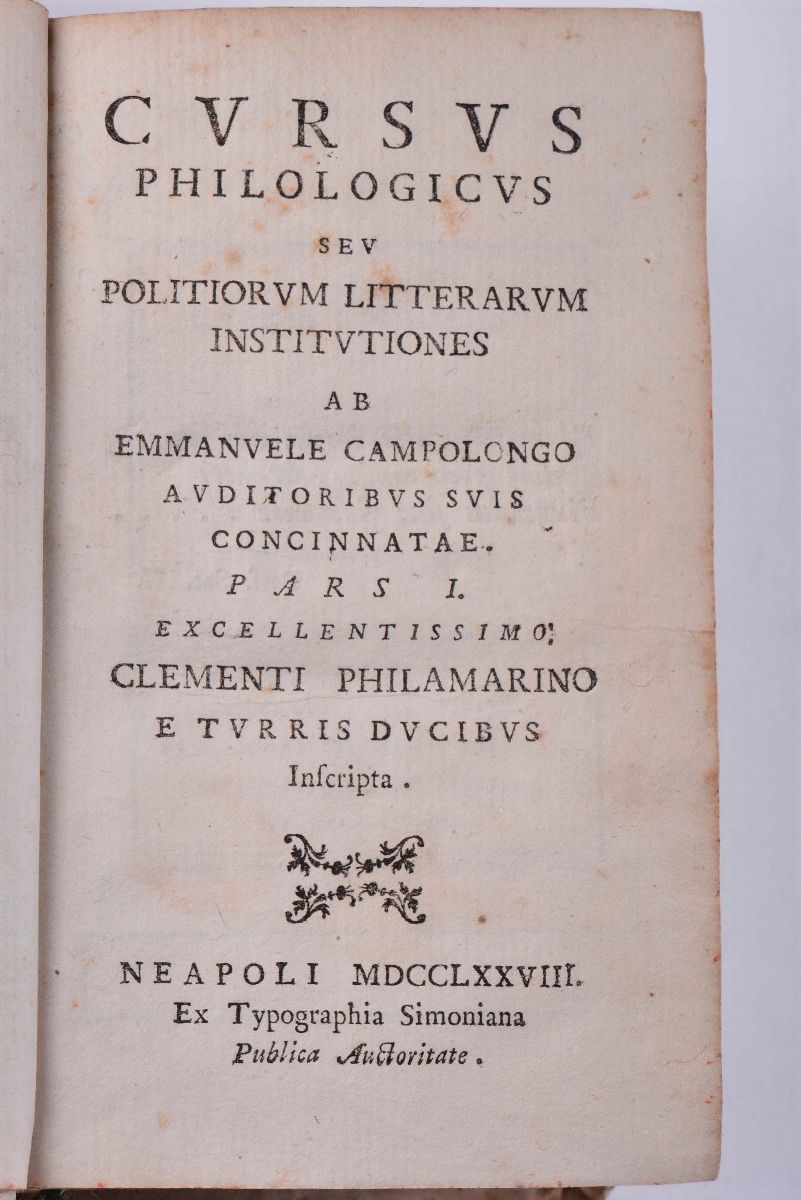 CVRSVS
PHILOLOGICVS
SEV
POLITIORVM LITTERARVM
INSTITVTIONES
AB
EMMANVELE CAMPOLONGO
AVDITORIBVS SVIS
CONCINNATAE.
PARS I.
EXCELLENTISSIMO
CLEMENTI PHILAMARINO
E TVRRIS DVCIBVS
Inſcripta .
NEAPOLI MDCCLXXVIII.
Ex Typographia Simoniana
Publica Auctoritate .